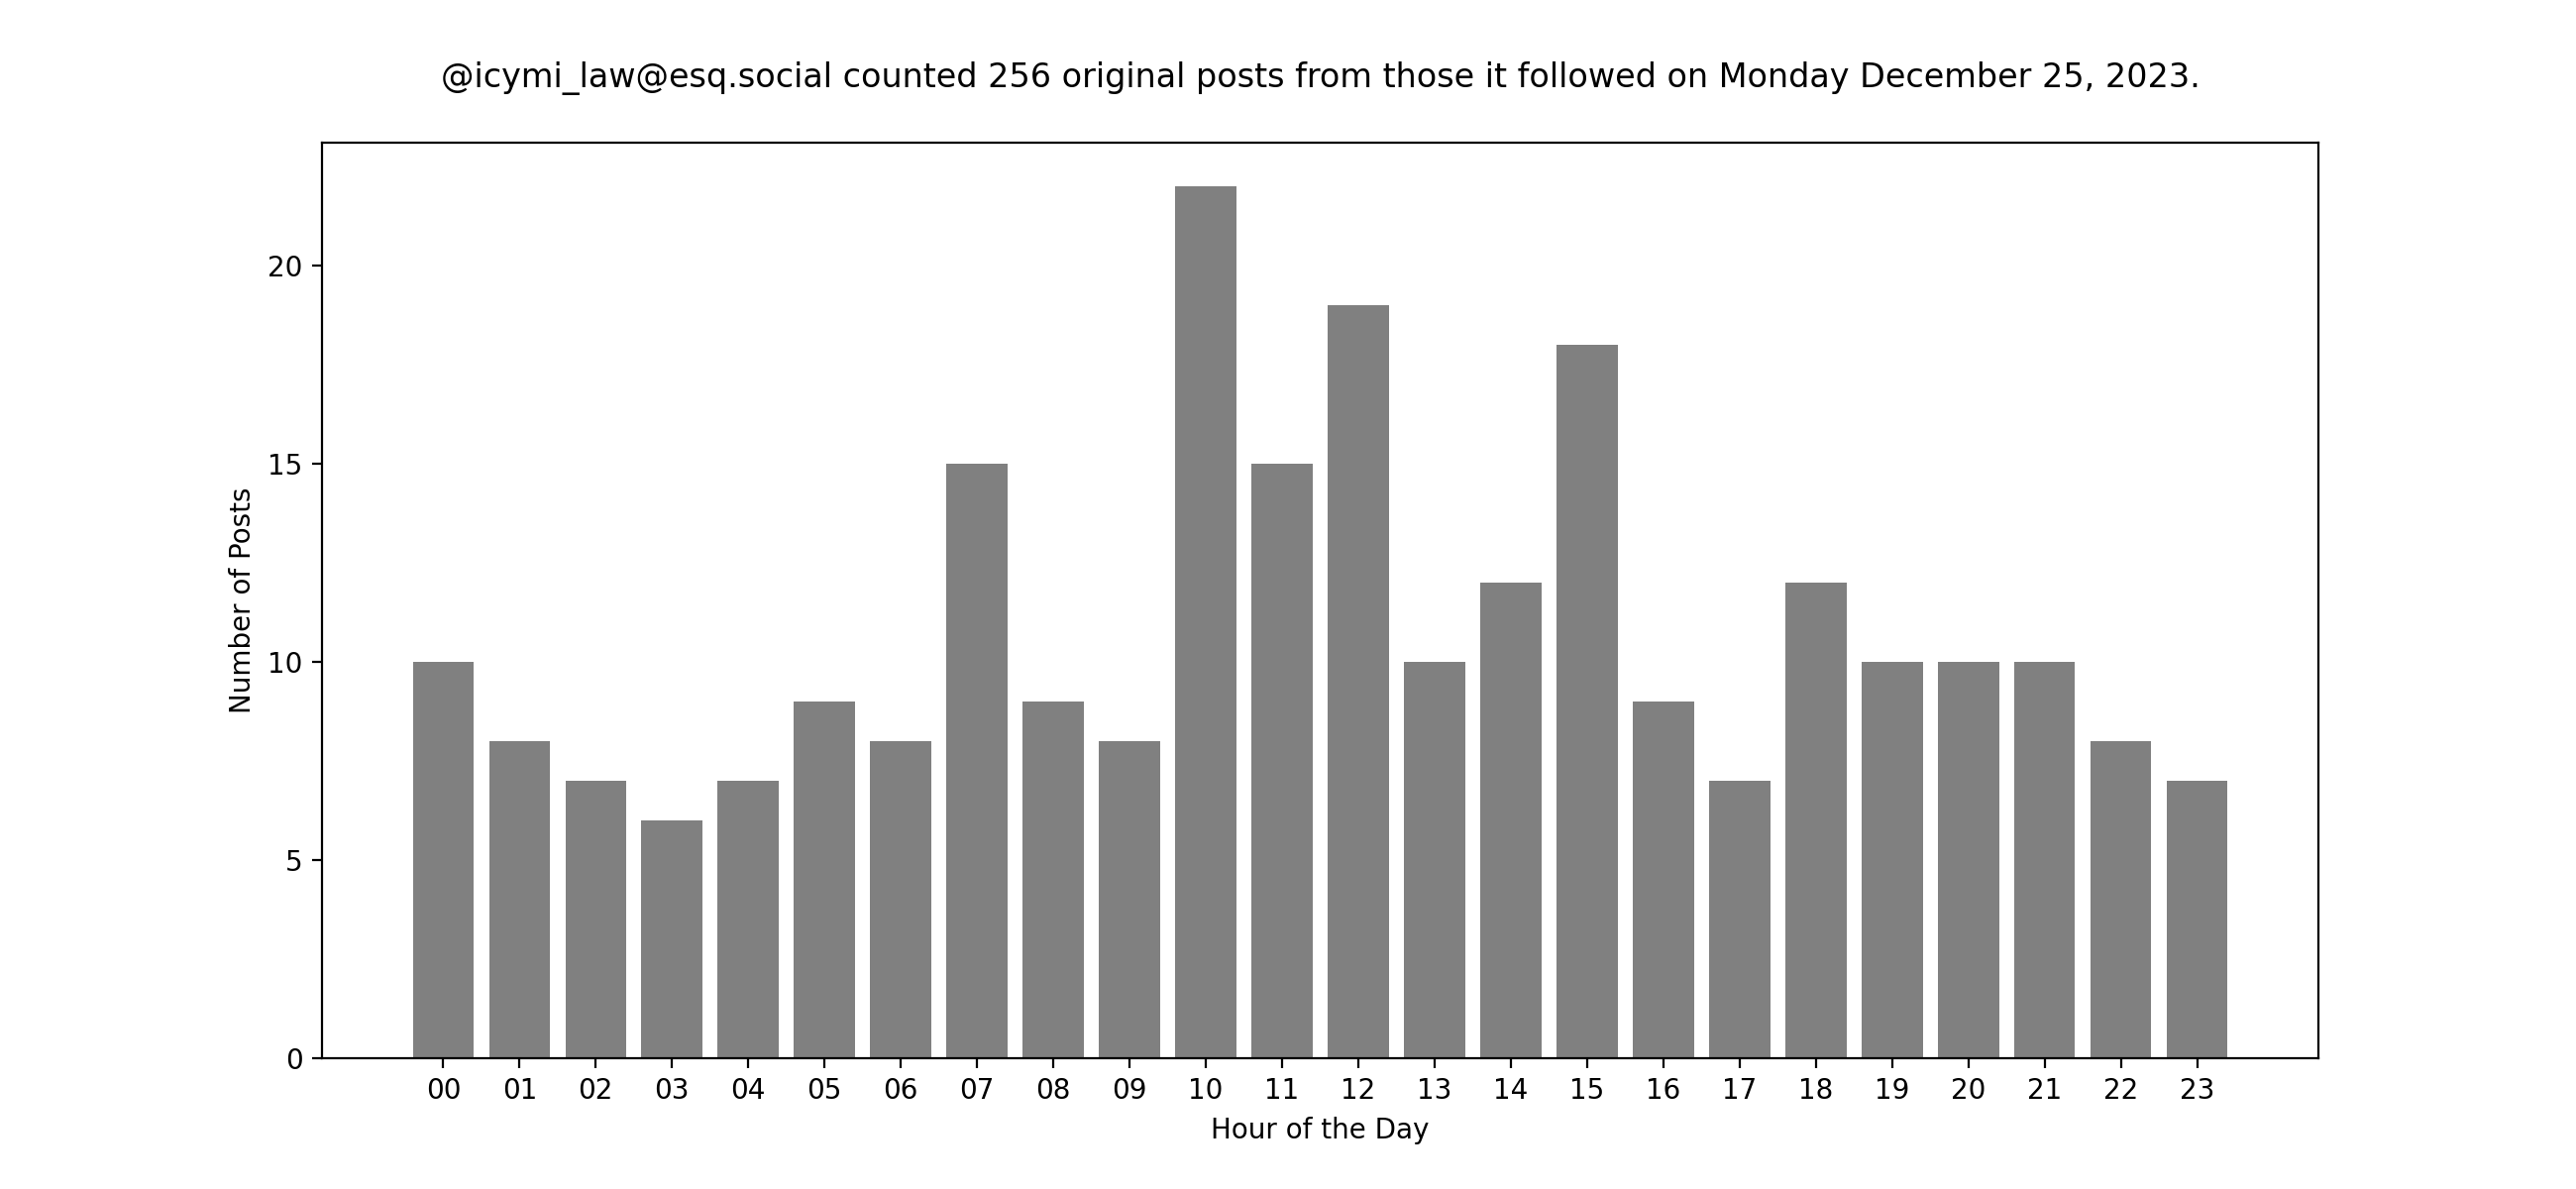 @icymi_law@esq.social counted 256 original posts from those it followed on Monday December 25, 2023.
20
15
10
5
0
Number of Posts
00 01 02 03 04 05 06 07 08 09 10 11 12 13 14 15 16 17 18 19 20 21 22 23
Hour of the Day